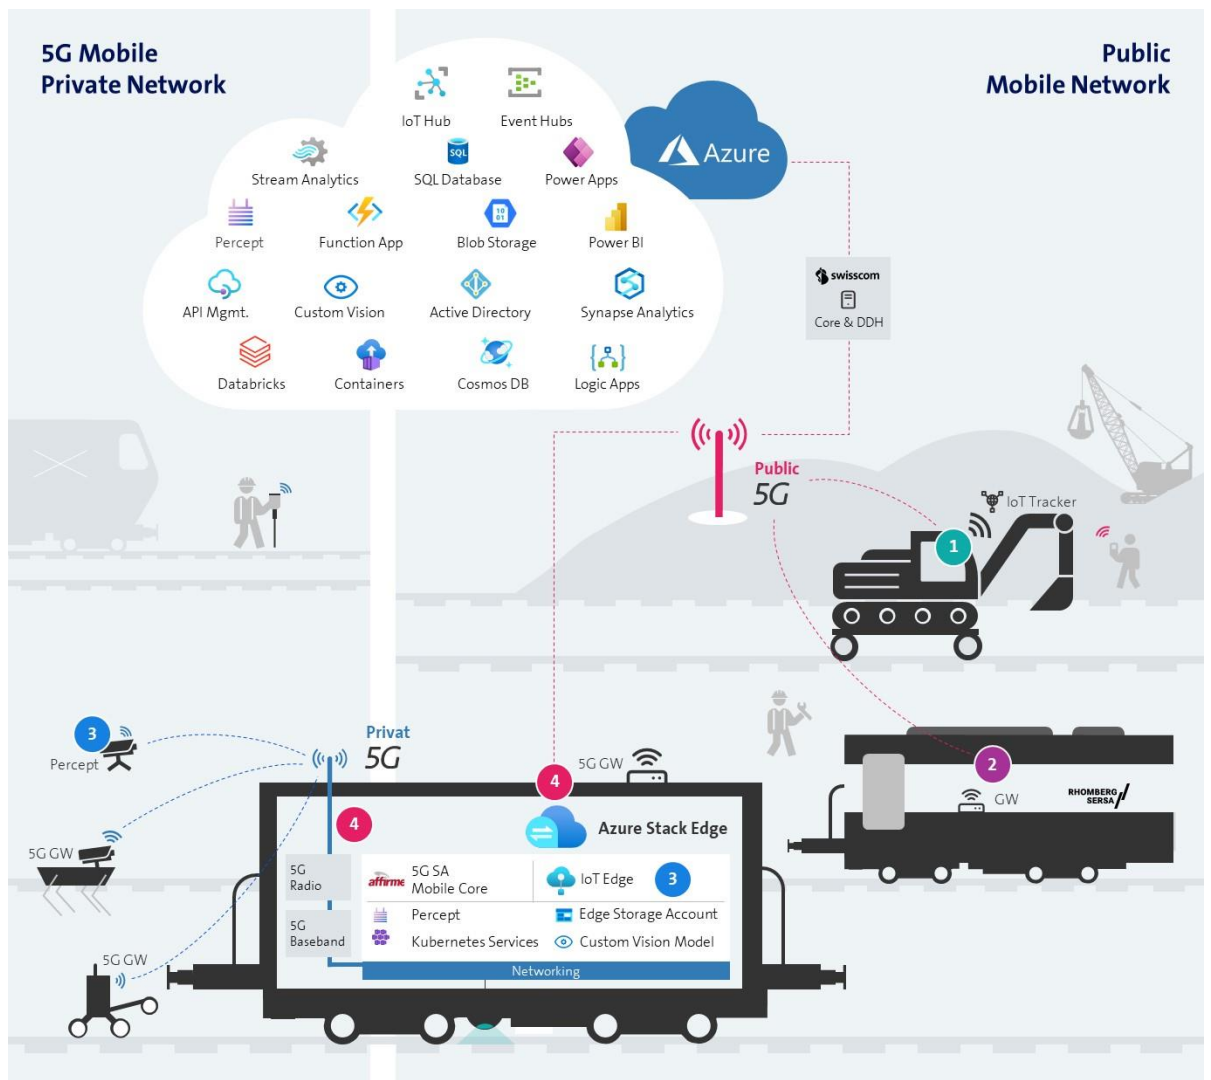 5G Mobile
Private Network
Public
Mobile Network
IoT Hub
Event Hubs
Azure
Stream Analytics
SQL
SQL Database
Power Apps
Percept
Function App
10
01
Blob Storage
Power BI
swisscom
Core & DDH
API Mgmt.
Custom Vision
Active Directory
Synapse Analytics
Databricks
Containers
Cosmos DB
Logic Apps
Public
5G
IoT Tracker
1
3
Percept
Privat
5G
5G GW
4
2
GW
RHOMBERG
SERSA
4
Azure Stack Edge
5G GW
5G
Radio
affirme
5G SA
Mobile Core
IoT Edge
3
5G
Baseband
Percept
Edge Storage Account
Kubernetes Services
Custom Vision Model
5G GW
Networking